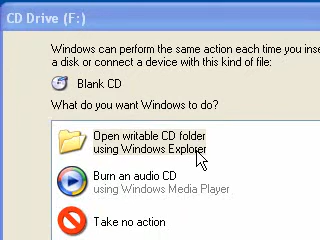 CD Drive (F:)
Windows can perform the same action each time you inse
a disk or connect a device with this kind of file:
Blank CD
What do you want Windows to do?
Open writable CD folder
using Windows Explorer
Burn an audio CD
using Windows Media Player
Take no action